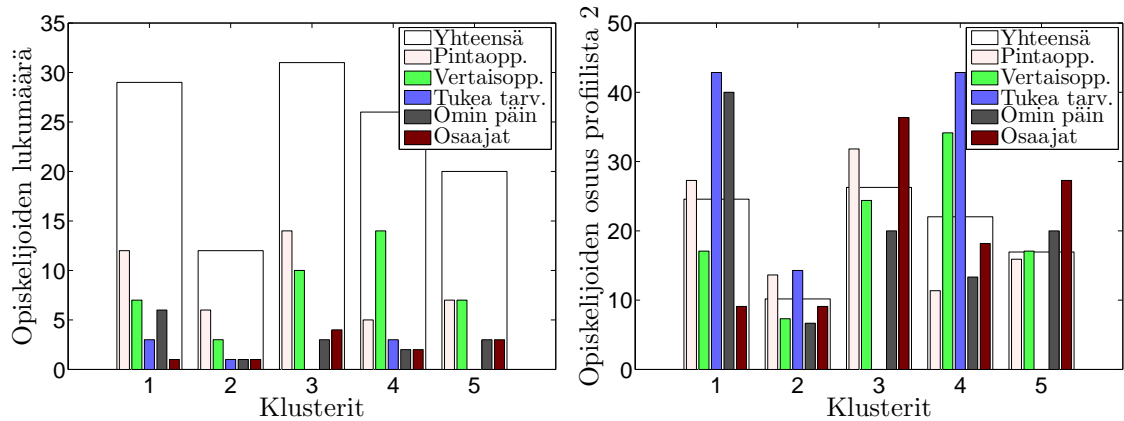 Opiskelijoiden lukumäärä
35
30
25
20
15
10
5
0
Yhteensä
Pintaopp.
Vertaisopp.
Tukea tarv.
Omin päin
Osaajat
1 2 3 4 5
Klusterit
Opiskelijoiden osuus profiilista 2
50
40
30
20
10
0
Yhteensä
Pintaopp.
Vertaisopp.
Tukea tarv.
Omin päin
Osaajat
1 2 3 4 5
Klusterit